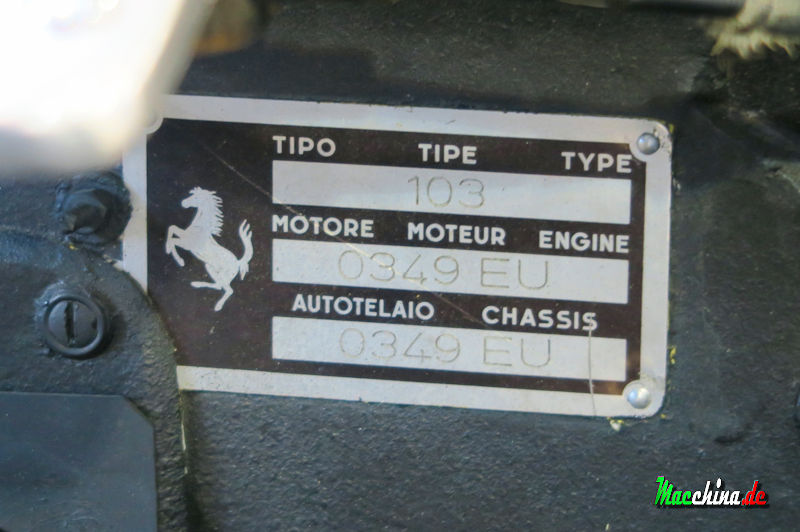 TIPO TIPE TYPE
103
MOTORE MOTEUR ENGINE
0349 EU
AUTOTELAIO CHASSIS
0349 EU
Macchina.de